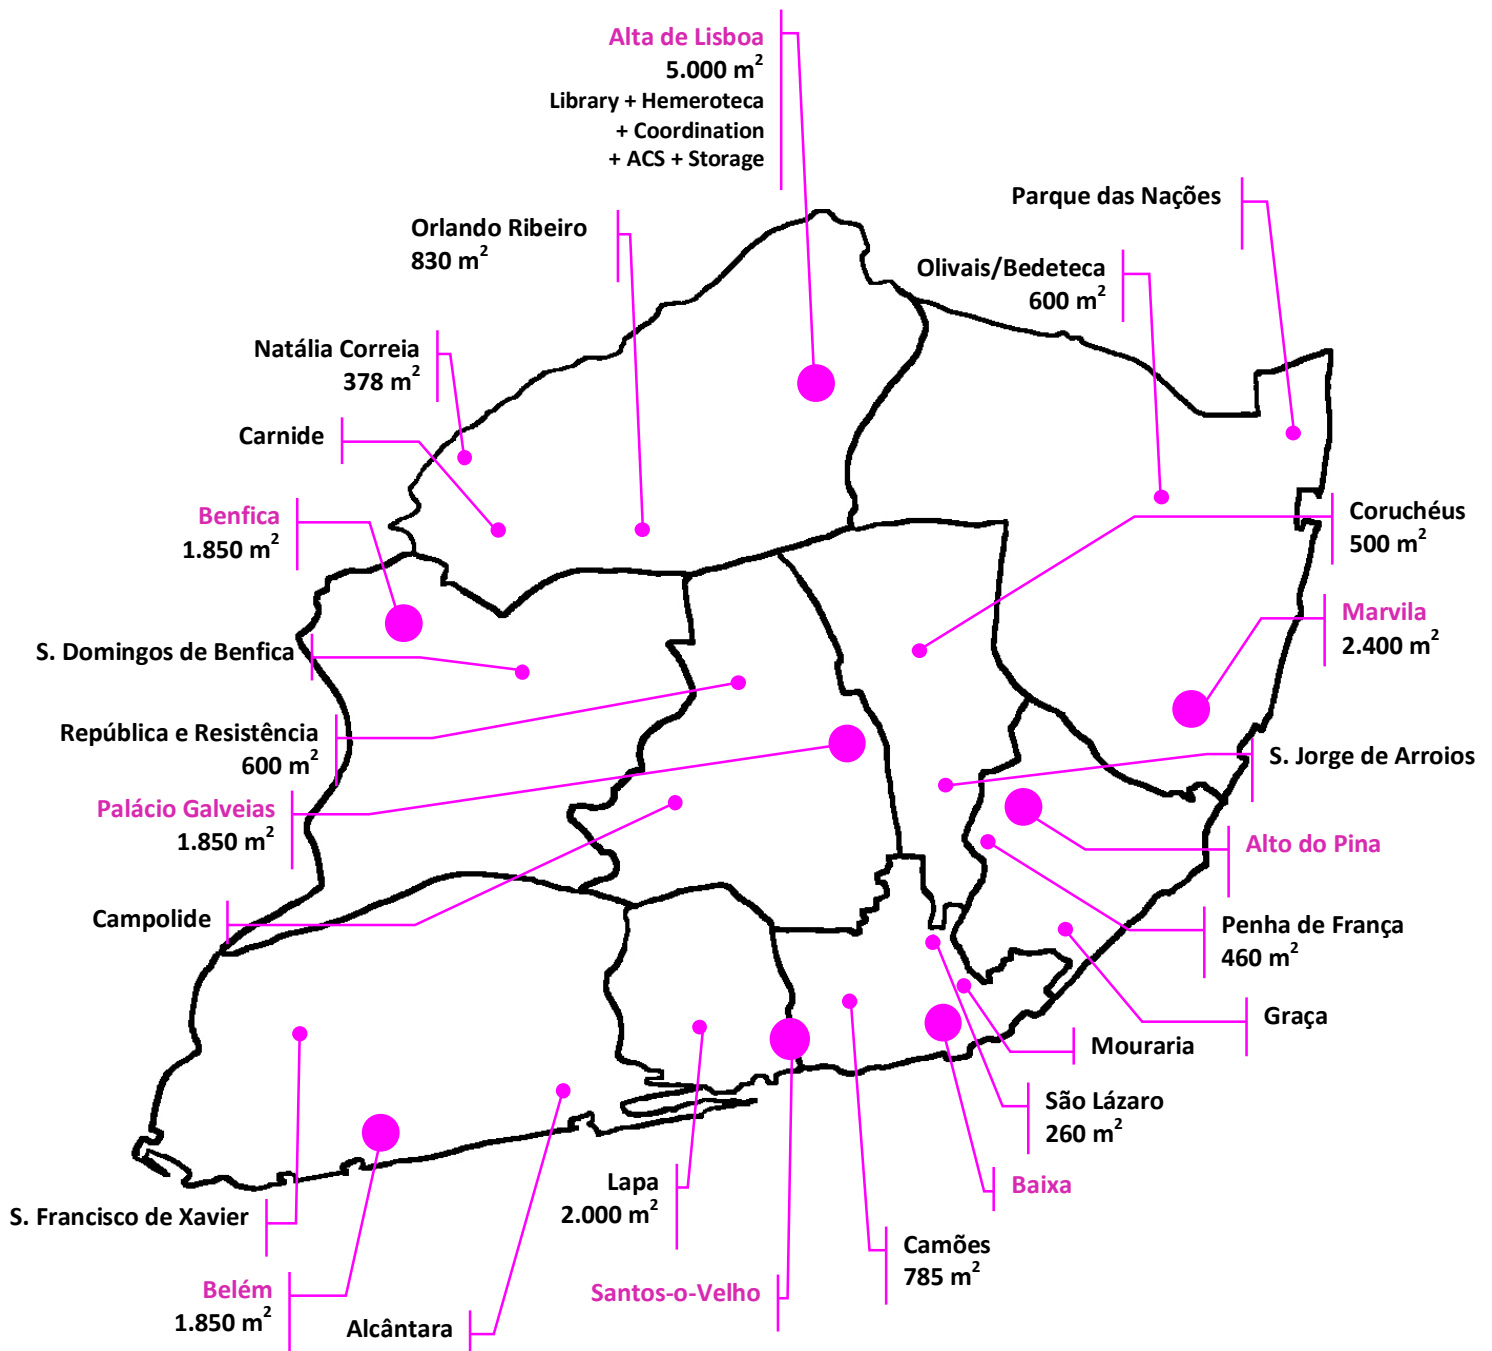 Alta de Lisboa
5.000 m²
Library + Hemeroteca
+ Coordination
+ ACS + Storage
Parque das Nações
Orlando Ribeiro
830 m²
Olivais/Bedeteca
600 m²
Natália Correia
378 m²
Carnide
Benfica
1.850 m²
Coruchéus
500 m²
Marvila
2.400 m²
S. Domingos de Benfica
República e Resistência
600 m²
S. Jorge de Arroios
Palácio Galveias
1.850 m²
Alto do Pina
Campolide
Penha de França
460 m²
Graça
Mouraria
São Lázaro
260 m²
Lapa
2.000 m²
Baixa
S. Francisco de Xavier
Camões
785 m²
Belém
1.850 m²
Santos-o-Velho
Alcântara